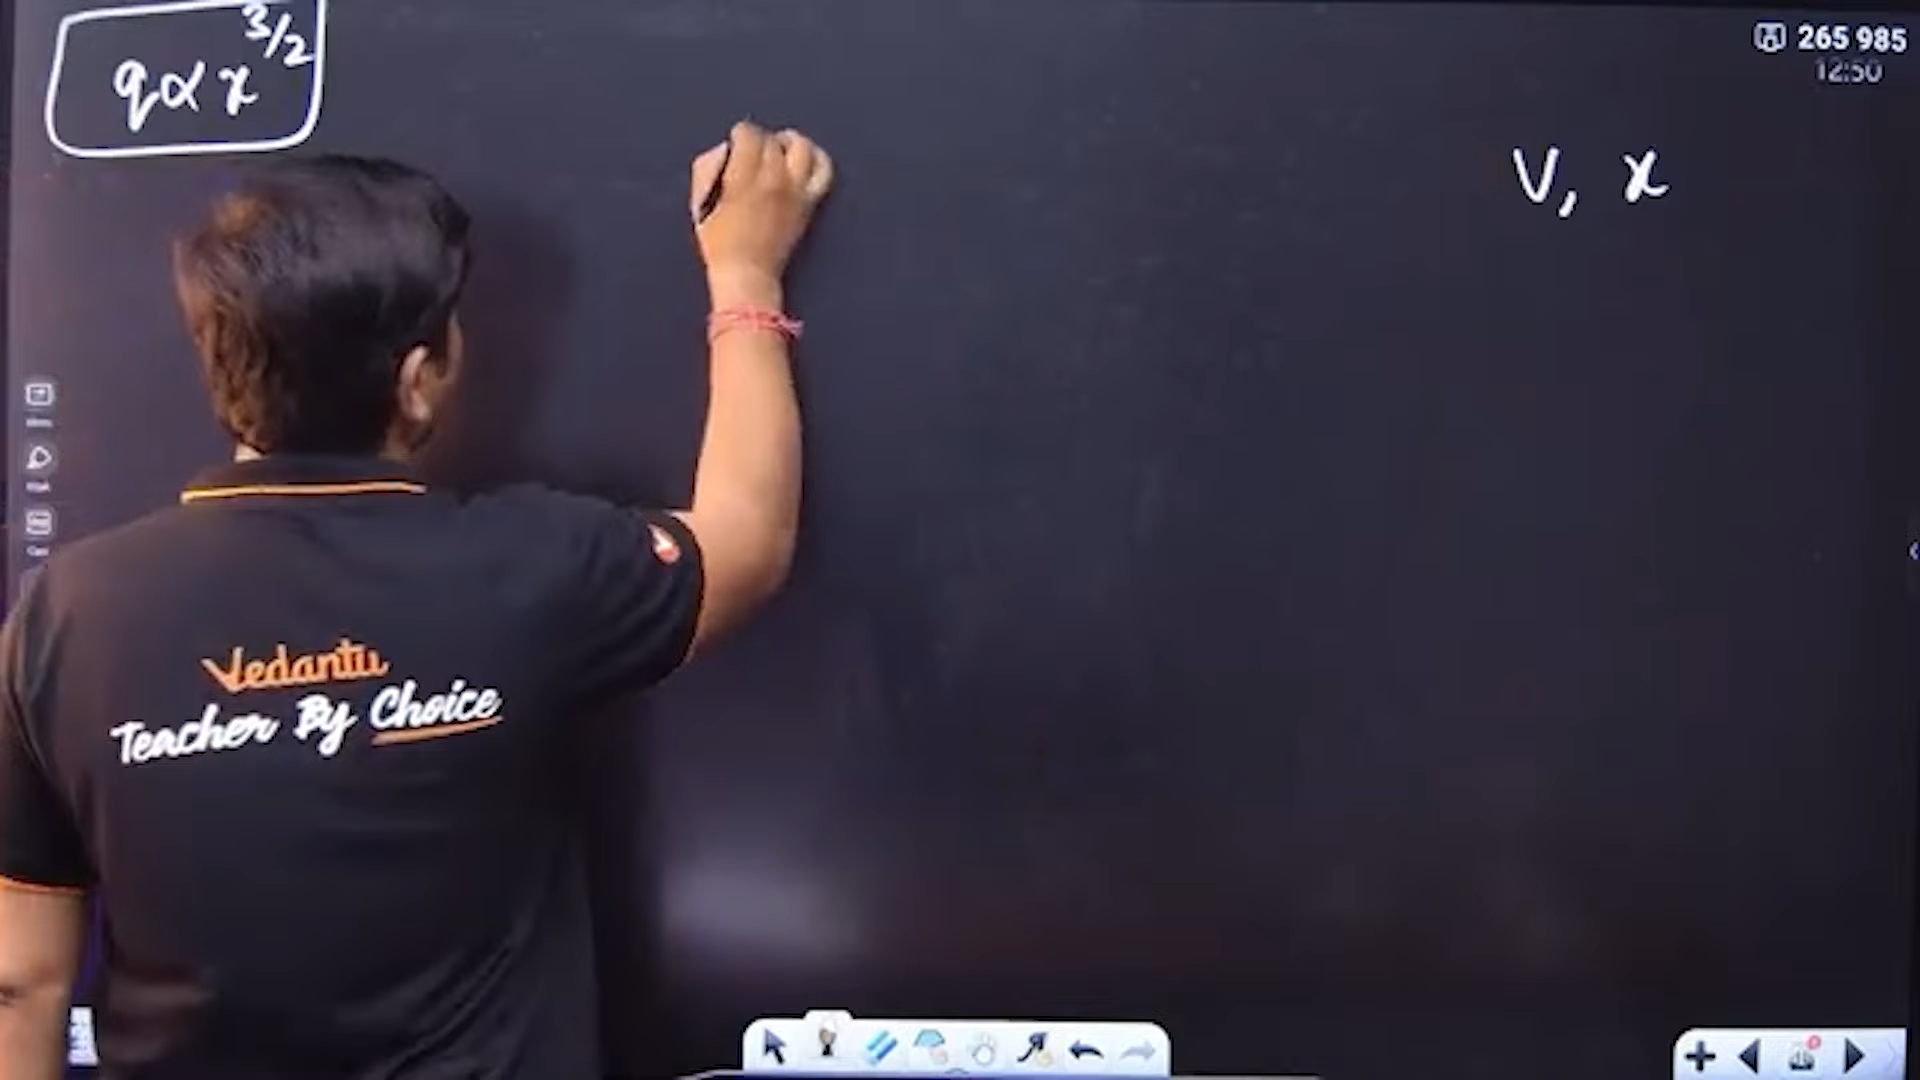 q ∝ x^3/2
265 985
12:50
V, x
Vedantu
Teacher By Choice